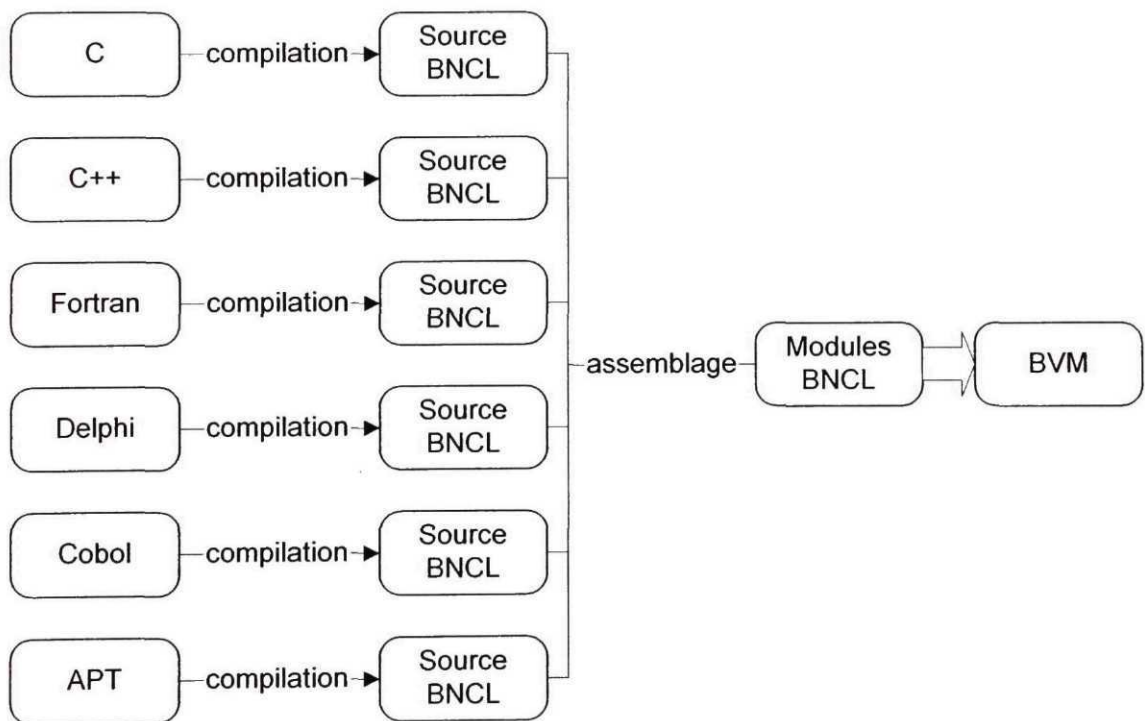 C
compilation
Source
BNCL
C++
compilation
Source
BNCL
Fortran
compilation
Source
BNCL
Delphi
compilation
Source
BNCL
Cobol
compilation
Source
BNCL
APT
compilation
Source
BNCL
assemblage
Modules
BNCL
BVM